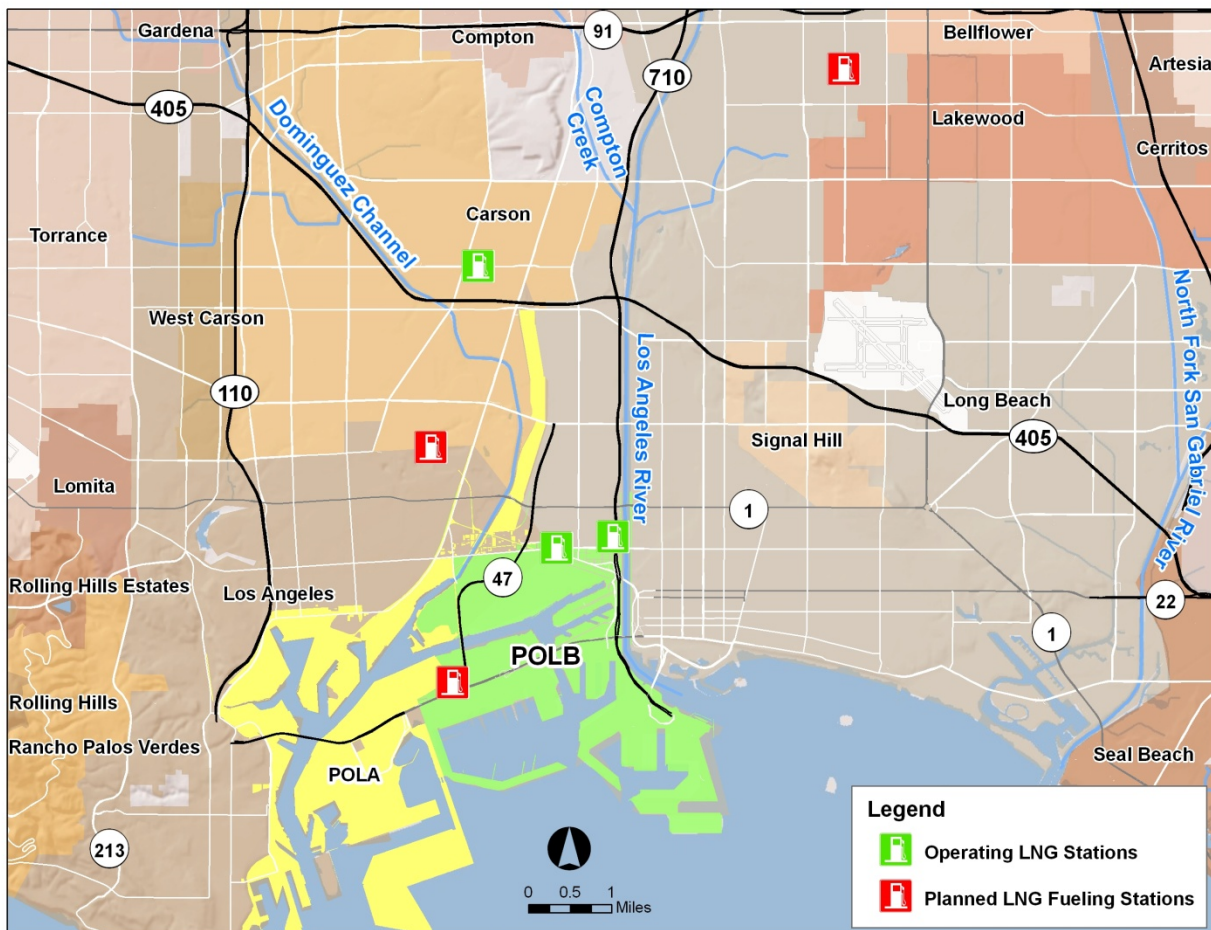 Gardena
Compton
91
Bellflower
Artesia
405
710
Dominguez Channel
Compton
Creek
Lakewood
Cerritos
Torrance
Carson
North Fork San Gabriel River
West Carson
Los Angeles River
110
Long Beach
405
Signal Hill
Lomita
1
Rolling Hills Estates
Los Angeles
47
22
1
POLB
Rolling Hills
Rancho Palos Verdes
POLA
Seal Beach
213
Legend
Operating LNG Stations
Planned LNG Fueling Stations
0 0.5 1
Miles